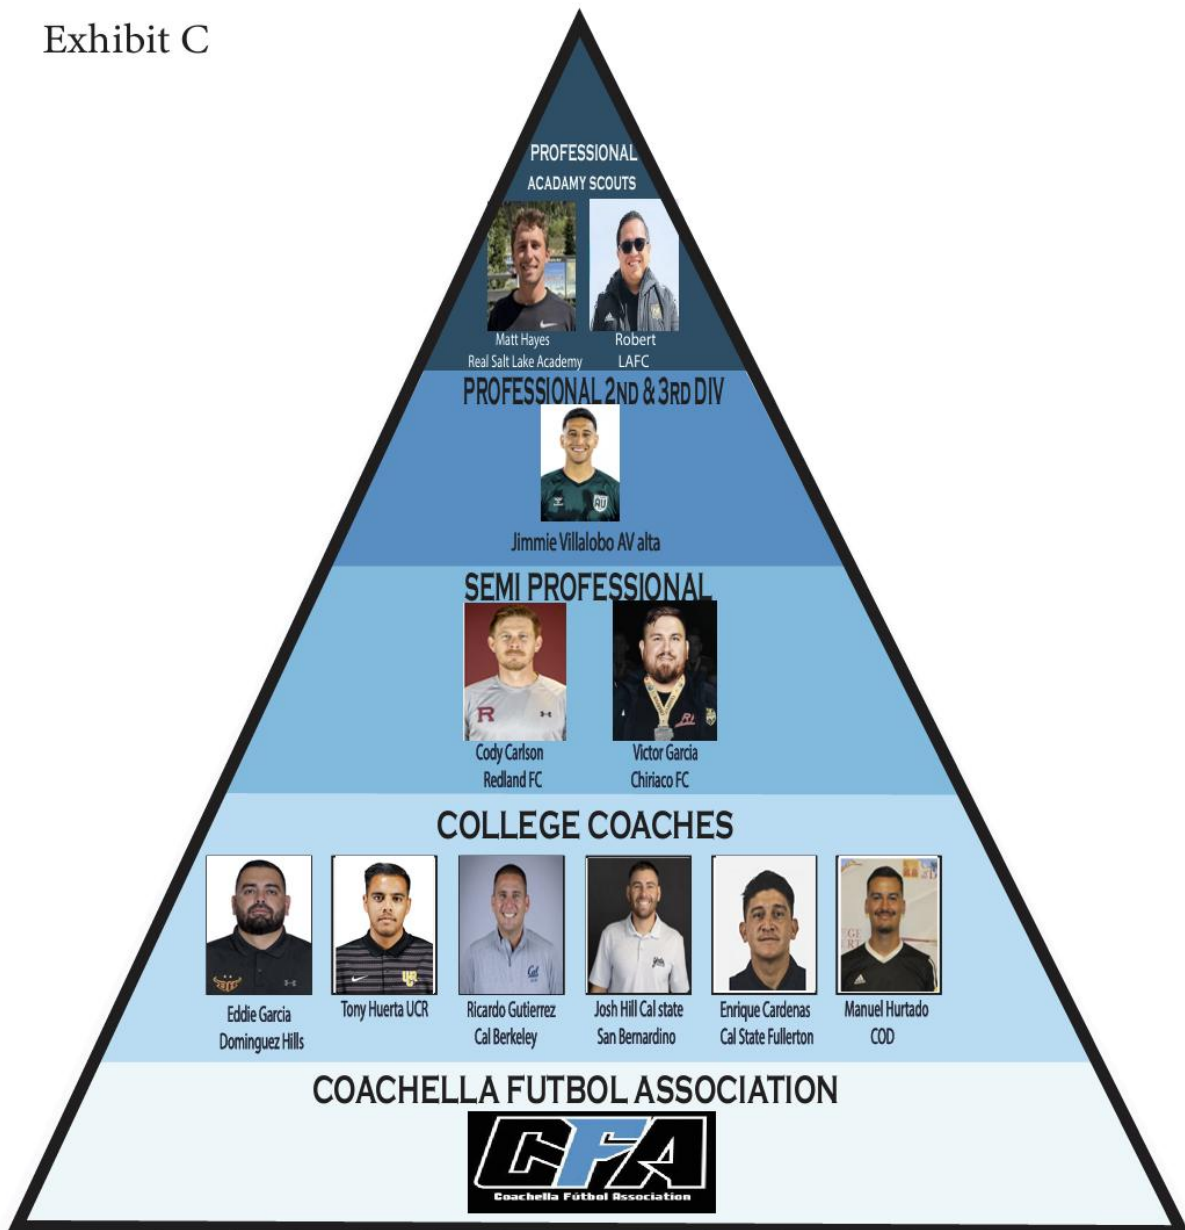 Exhibit C
PROFESSIONAL
ACADAMY SCOUTS
Matt Hayes
Real Salt Lake Academy
Robert
LAFC
PROFESSIONAL 2ND & 3RD DIV
AV
Jimmie Villalobo AV alta
SEMI PROFESSIONAL
R
Cody Carlson
Redland FC
Victor Garcia
Chiriaco FC
COLLEGE COACHES
UCR
Cal
Eddie Garcia
Dominguez Hills
Tony Huerta UCR
Ricardo Gutierrez
Cal Berkeley
Josh Hill Cal state
San Bernardino
Enrique Cardenas
Cal State Fullerton
Manuel Hurtado
COD
COACHELLA FUTBOL ASSOCIATION
CFA
Coachella Fútbol Association